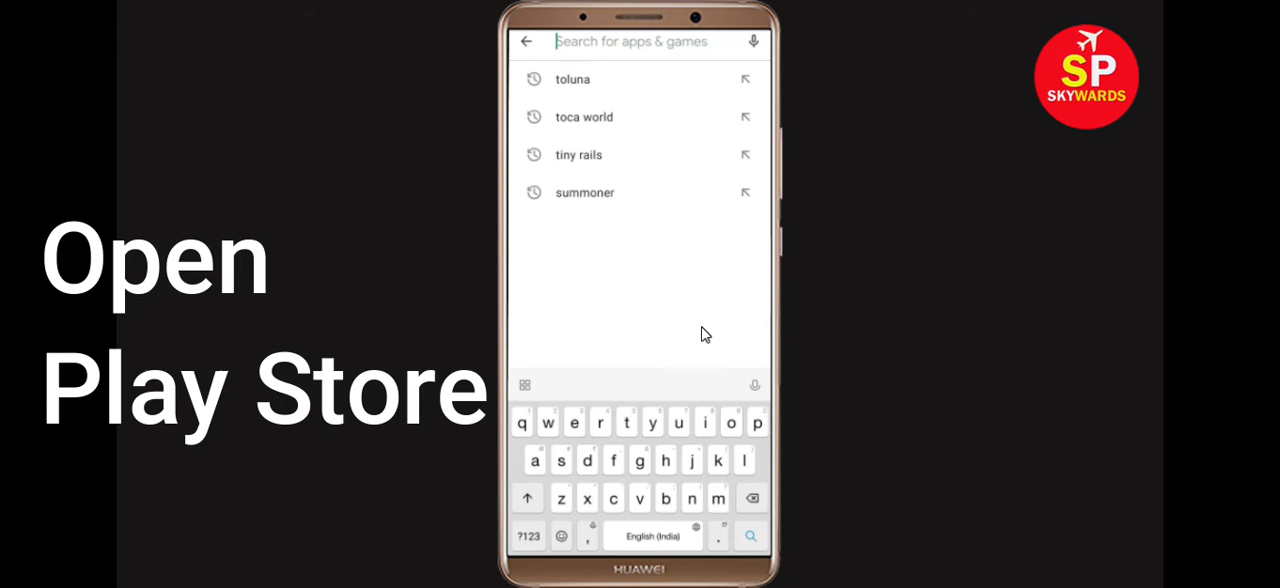 Search for apps & games
toluna
toca world
tiny rails
summoner
Open
Play Store
SP
SKYWARDS
q w e r t y u i o p
a s d f g h j k l
z x c v b n m
?123 , English (India) .
HUAWEI